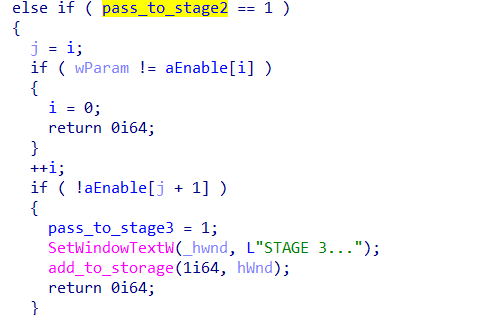 else if ( pass_to_stage2 == 1 )
{
j = i;
if ( wParam != aEnable[i] )
{
i = 0;
return 0i64;
}
++i;
if ( !aEnable[j + 1] )
{
pass_to_stage3 = 1;
SetWindowTextW(_hwnd, L"STAGE 3...");
add_to_storage(1i64, hWnd);
return 0i64;
}